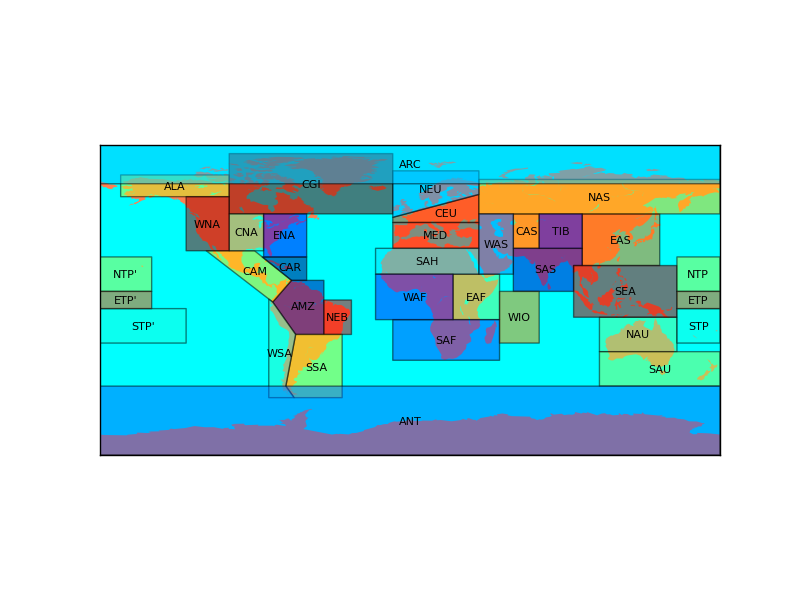 ARC
ALA
CGI
NEU
NAS
CEU
WNA
CNA
ENA
MED
WAS
CAS
TIB
EAS
SAH
CAR
CAM
SAS
NTP'
NTP
SEA
ETP'
WAF
EAF
ETP
AMZ
NEB
WIO
STP'
STP
NAU
SAF
WSA
SSA
SAU
ANT